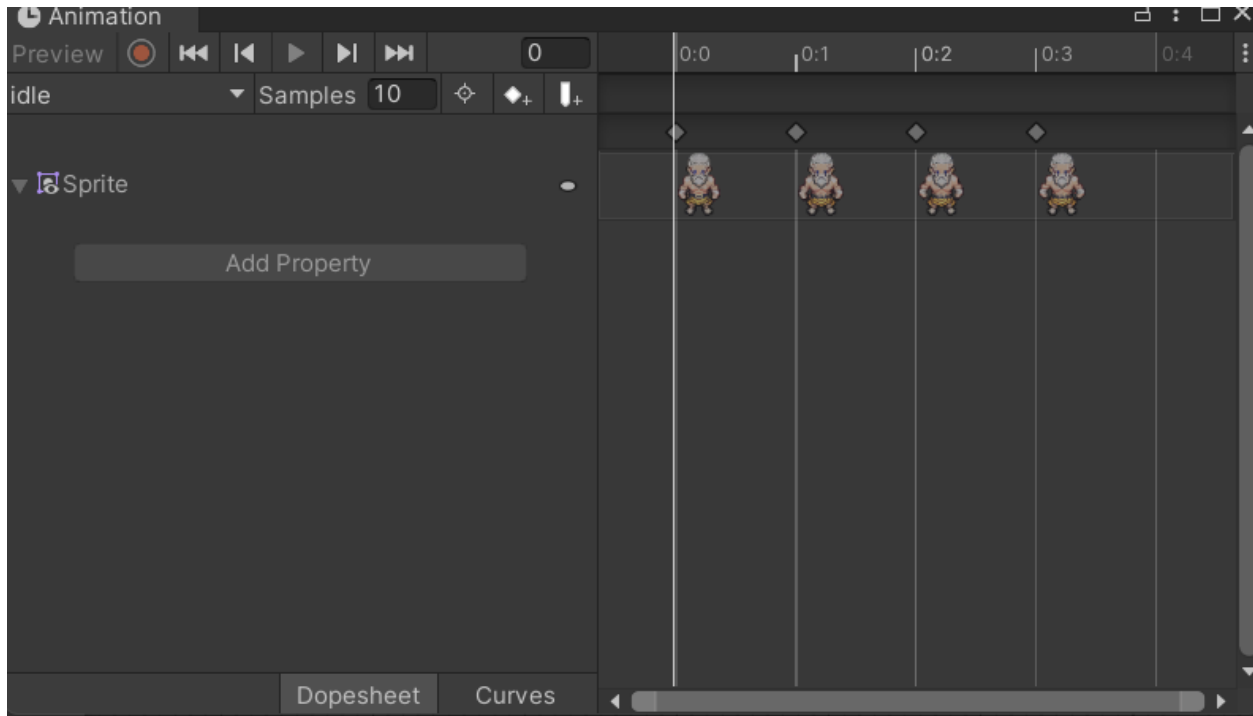 Animation
Preview 0 0:0 0:1 0:2 0:3 0:4
idle Samples 10
Sprite
Add Property
Dopesheet Curves